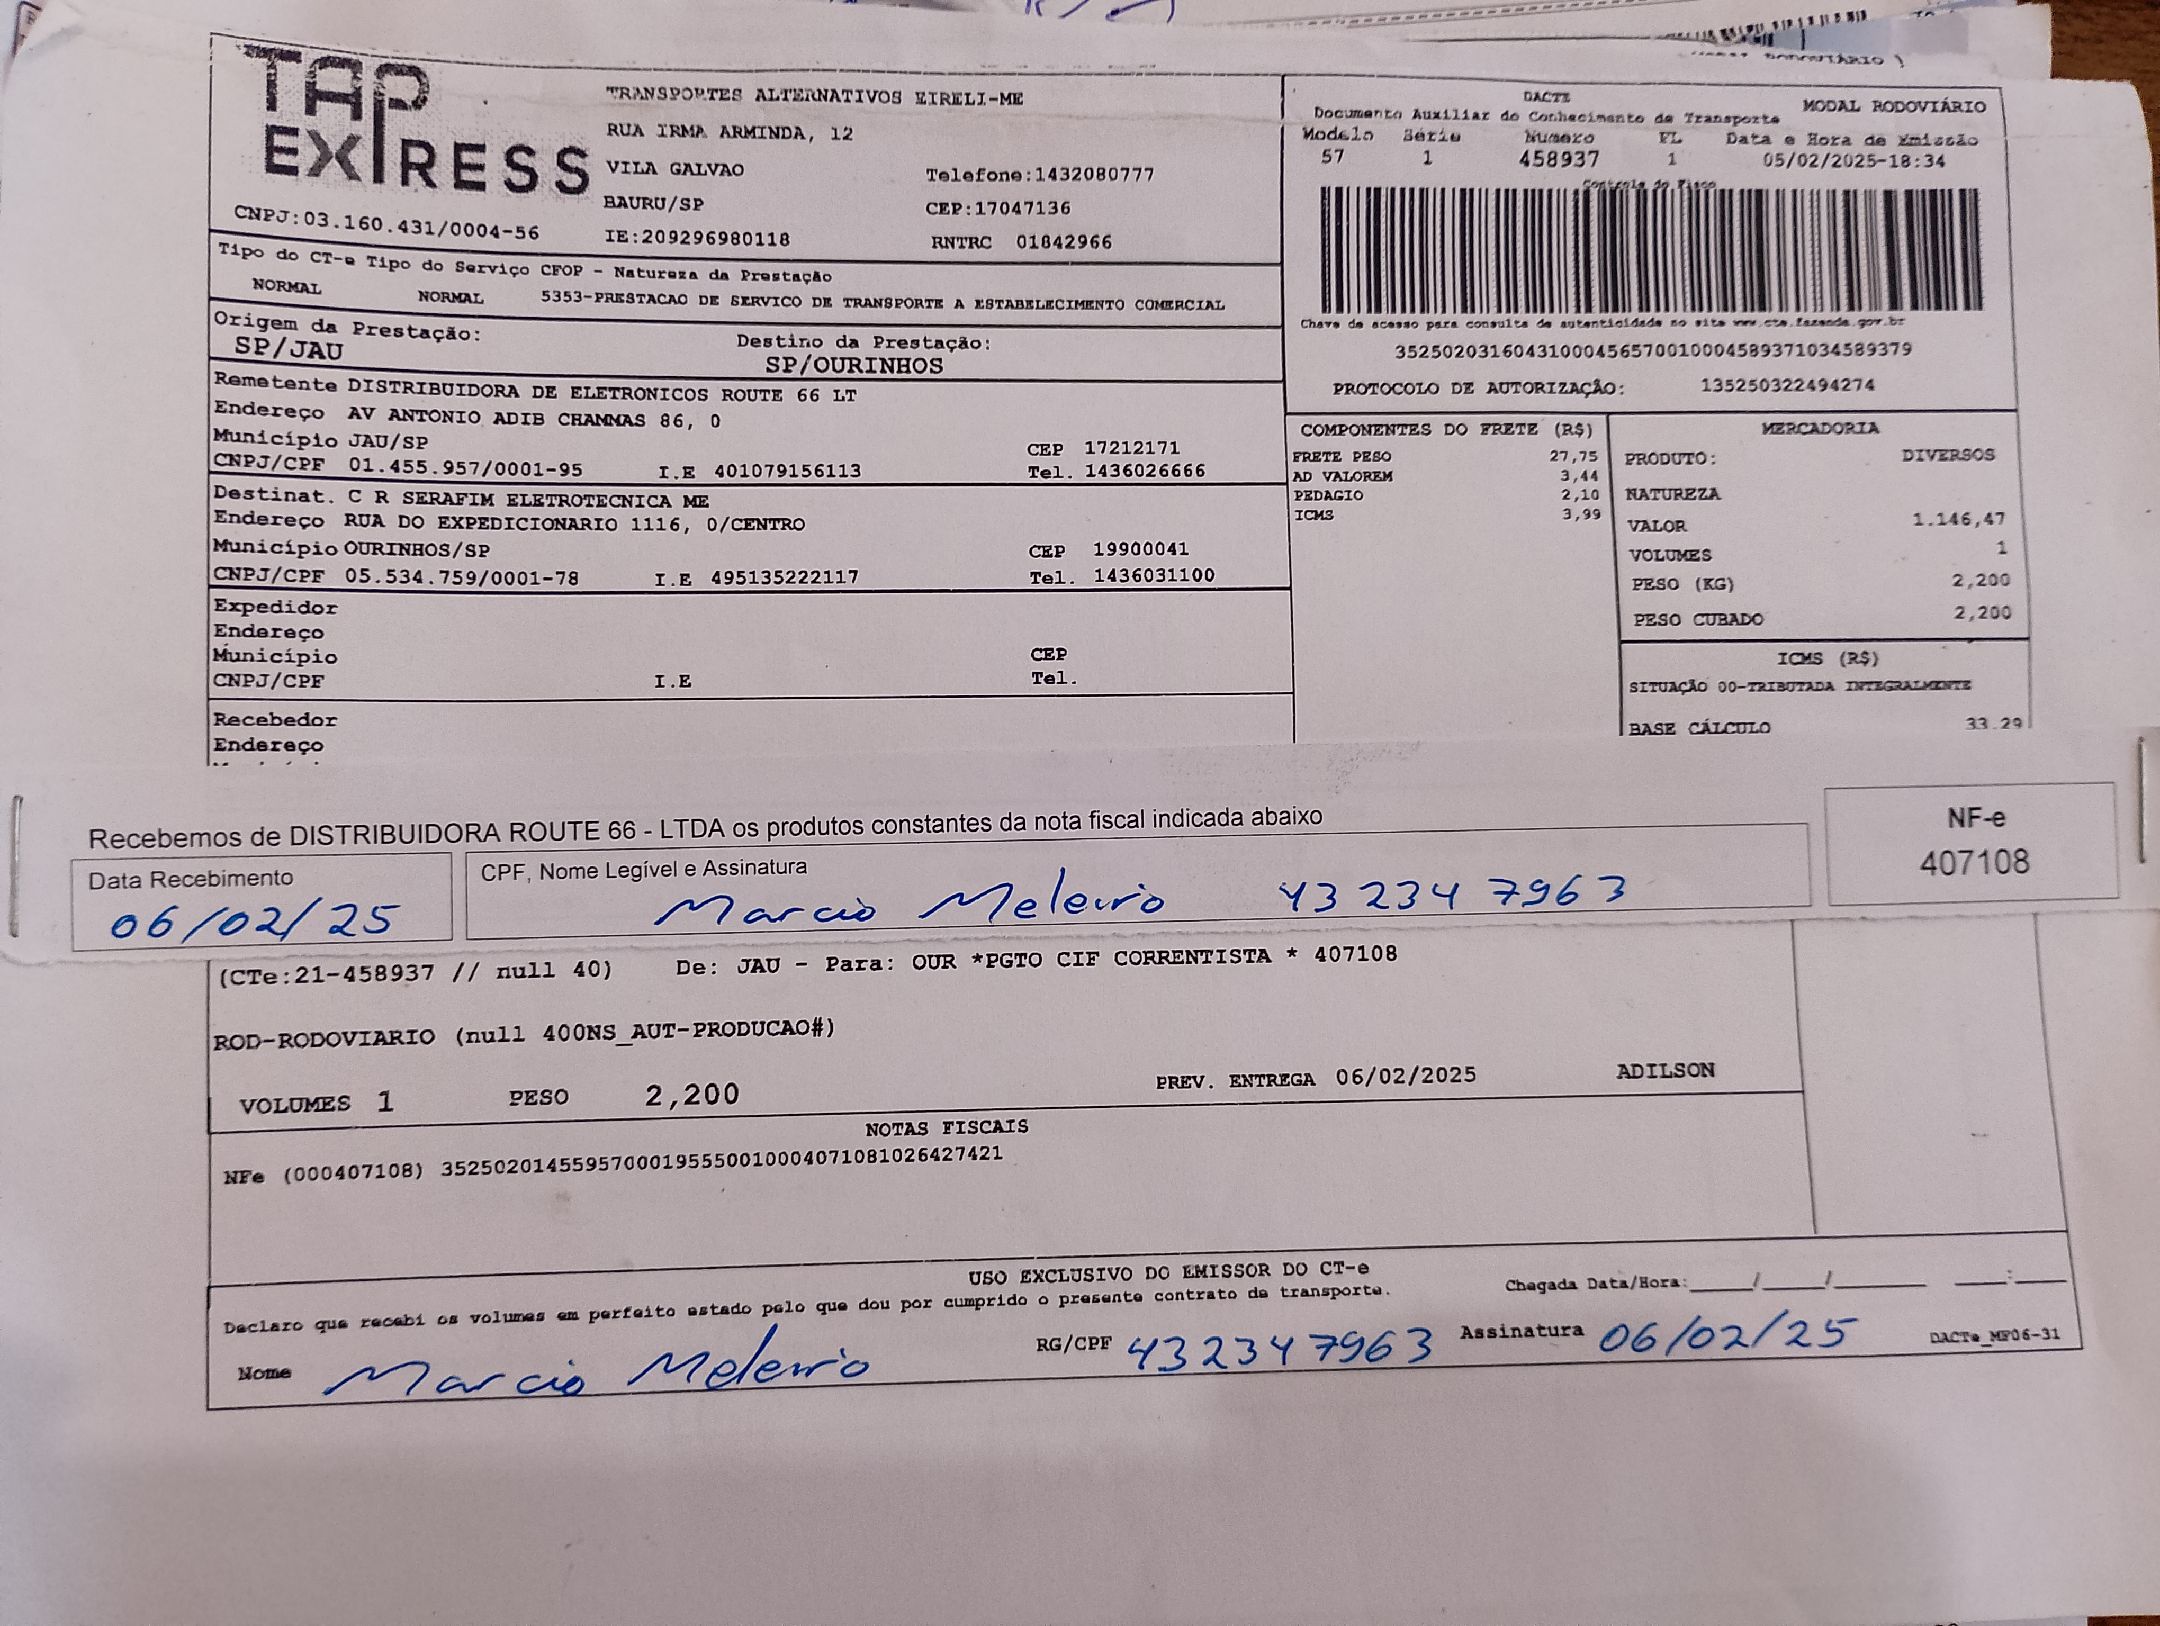 TAP
EXPRESS
CNPJ:03.160.431/0004-56
TRANSPORTES ALTERNATIVOS EIRELI-ME
RUA IRMA ARMINDA, 12
VILA GALVAO Telefone:1432080777
BAURU/SP CEP:17047136
IE:209296980118 RNTRC 01842966
DACTE MODAL RODOVIÁRIO
Documento Auxiliar do Conhecimento de Transporte
Modelo Série Numero FL Data e Hora de Emissão
57 1 458937 1 05/02/2025-18:34
Controle do Fisco
Chave de acesso para consulta de autenticidade no site www.cte.fazenda.gov.br
35250203160431000456570010004589371034589379
PROTOCOLO DE AUTORIZAÇÃO: 135250322494274
Tipo do CT-e Tipo do Serviço CFOP - Natureza da Prestação
NORMAL NORMAL 5353-PRESTACAO DE SERVICO DE TRANSPORTE A ESTABELECIMENTO COMERCIAL
Origem da Prestação: Destino da Prestação:
SP/JAU SP/OURINHOS
Remetente DISTRIBUIDORA DE ELETRONICOS ROUTE 66 LT
Endereço AV ANTONIO ADIB CHAMMAS 86, 0
Município JAU/SP CEP 17212171
CNPJ/CPF 01.455.957/0001-95 I.E 401079156113 Tel. 1436026666
Destinat. C R SERAFIM ELETROTECNICA ME
Endereço RUA DO EXPEDICIONARIO 1116, 0/CENTRO
Município OURINHOS/SP CEP 19900041
CNPJ/CPF 05.534.759/0001-78 I.E 495135222117 Tel. 1436031100
Expedidor
Endereço
Município CEP
CNPJ/CPF I.E Tel.
Recebedor
Endereço
COMPONENTES DO FRETE (R$)
FRETE PESO 27,75
AD VALOREM 3,44
PEDAGIO 2,10
ICMS 3,99
MERCADORIA
PRODUTO: DIVERSOS
NATUREZA
VALOR 1.146,47
VOLUMES 1
PESO (KG) 2,200
PESO CUBADO 2,200
ICMS (R$)
SITUAÇÃO 00-TRIBUTADA INTEGRALMENTE
BASE CÁLCULO 33.29
Recebemos de DISTRIBUIDORA ROUTE 66 - LTDA os produtos constantes da nota fiscal indicada abaixo
Data Recebimento CPF, Nome Legível e Assinatura
06/02/25 Marcio Meleiro 43 234 7963
NF-e
407108
(CTe:21-458937 // null 40) De: JAU - Para: OUR *PGTO CIF CORRENTISTA * 407108
ROD-RODOVIARIO (null 400NS_AUT-PRODUCAO#)
VOLUMES 1 PESO 2,200 PREV. ENTREGA 06/02/2025 ADILSON
NOTAS FISCAIS
NFe (000407108) 35250201455957000195550010004071081026427421
USO EXCLUSIVO DO EMISSOR DO CT-e
Declaro que recebi os volumes em perfeito estado pelo que dou por cumprido o presente contrato de transporte. Chegada Data/Hora:____/____/______ ___:___
Nome Marcio Meleiro RG/CPF 432347963 Assinatura 06/02/25 DACTe_MF06-31